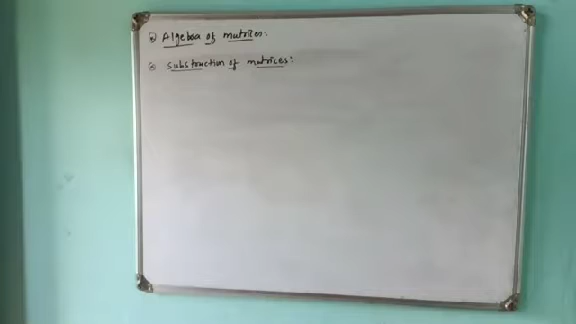 ⊙ Algebra of matrices:
⊙ Substraction of matrices: